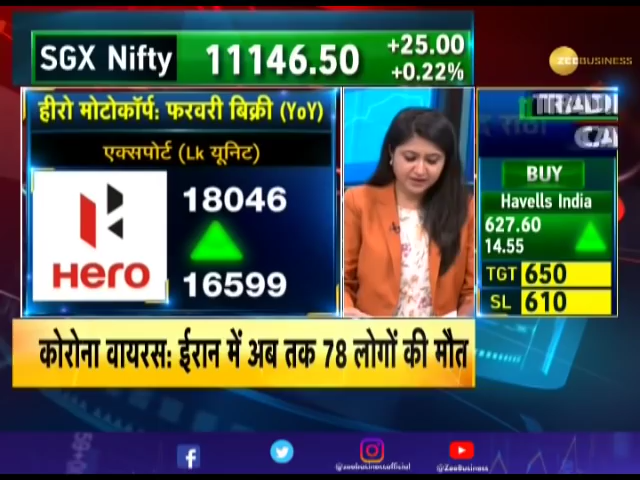 SGX Nifty
11146.50
+25.00
+0.22%
ZEEBUSINESS
हीरो मोटोकॉर्प: फरवरी बिक्री (YoY)
एक्सपोर्ट (Lk यूनिट)
18046
16599
Hero
BUY
Havells India
627.60
14.55
TGT 650
SL 610
कोरोना वायरस: ईरान में अब तक 78 लोगों की मौत
@zeebusinessofficial
@ZeeBusiness